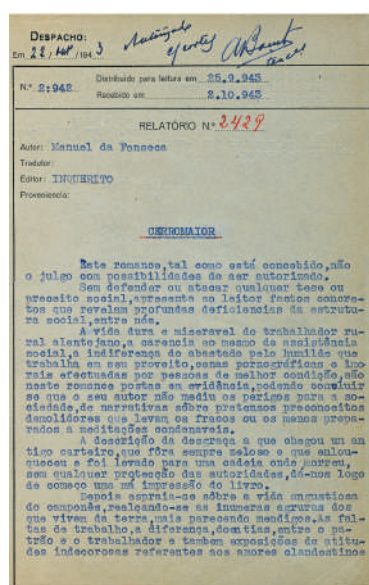 DESPACHO:
Em 22 / 1943
Autorizado
c/ cortes
N.º 2:942
Distribuido para leitura em 25.9.943
Recebido em 2.10.943
RELATÓRIO N.º 2429
Autor: Manuel da Fonseca
Tradutor:
Editor: INQUERITO
Proveniencia:
CERROMAIOR
Este romance,tal como está concebido,não
o julgo com possibilidades de ser autorizado.
Sem defender ou atacar qualquer tese ou
preceito social,apresenta ao leitor factos concre-
tos que revelam profundas deficiencias da estrutu-
ra social,entre nós.
A vida dura e miseravel do trabalhador ru-
ral alentejano,a carencia ao mesmo de assistência
social,a indiferença do abastado pelo humilde que
trabalha em seu proveito,cenas pornográficas e imo-
rais efectuadas por pessoas de melhor condição,são
neste romance postas em evidência,podendo concluir
se que o seu autor não mediu os perigos para a so-
ciedade,de narrativas sôbre pretensos preconceitos
demolidores que levam os fracos ou os menos prepa-
rados a meditações condenaveis.
A descrição da desgraça a que chegou um an
tigo carteiro,que fôra sempre zeloso e que enlou-
queceu e foi levado para uma cadeia onde morreu,
sem qualquer protecção das autoridades,dá-nos logo
de começo uma má impressão do livro.
Depois espraia-se sôbre a vida angustiosa
do camponês,realçando-se as inumeras agruras dos
que vivem da terra,mais parecendo mendigos.As fal-
tas de trabalho,a diferença,doentias,entre o pa-
trão e o trabalhador e tambem exposições de atitu-
des indecorosas referentes aos amores clandestinos